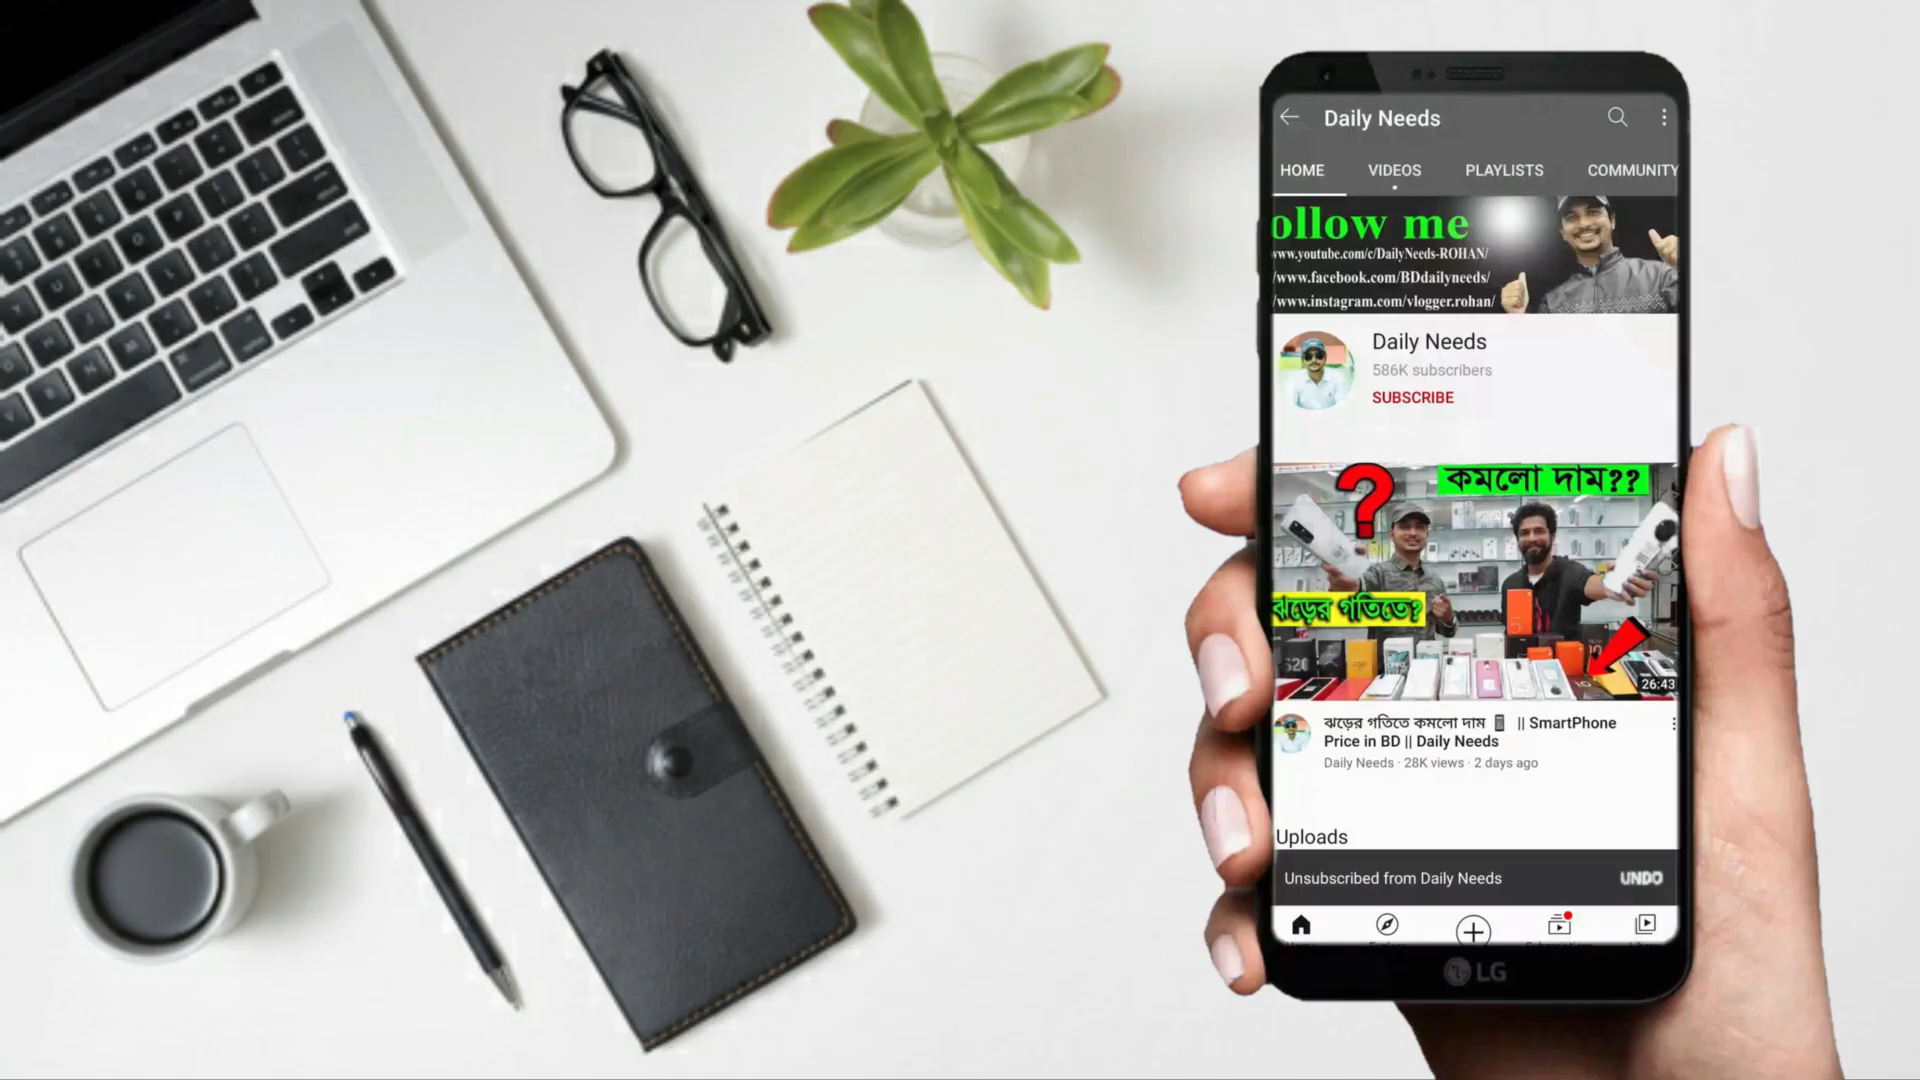 Daily Needs
HOME VIDEOS PLAYLISTS COMMUNITY
ollow me
www.youtube.com/c/DailyNeeds-ROHAN/
/www.facebook.com/BDdailyneeds/
/www.instagram.com/vlogger.rohan/
Daily Needs
586K subscribers
SUBSCRIBE
?
কমলো দাম??
ঝড়ের গতিতে?
S20
26:43
ঝড়ের গতিতে কমলো দাম || SmartPhone
Price in BD || Daily Needs
Daily Needs · 28K views · 2 days ago
Uploads
Unsubscribed from Daily Needs UNDO
LG